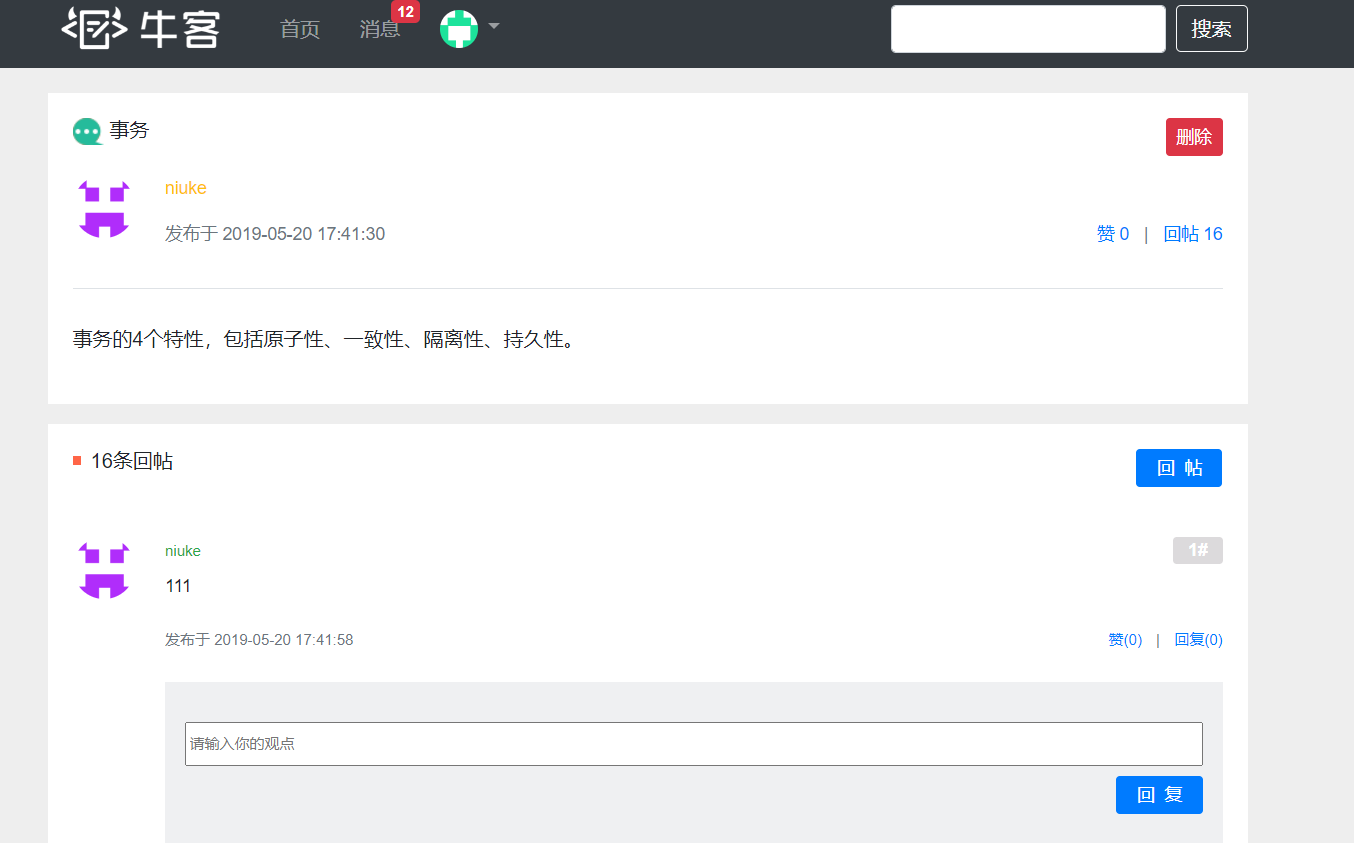 牛客 首页 消息 12 搜索
事务 删除
niuke
发布于 2019-05-20 17:41:30 赞 0 | 回帖 16
事务的4个特性，包括原子性、一致性、隔离性、持久性。
16条回帖 回 帖
niuke 1#
111
发布于 2019-05-20 17:41:58 赞(0) | 回复(0)
请输入你的观点
回 复